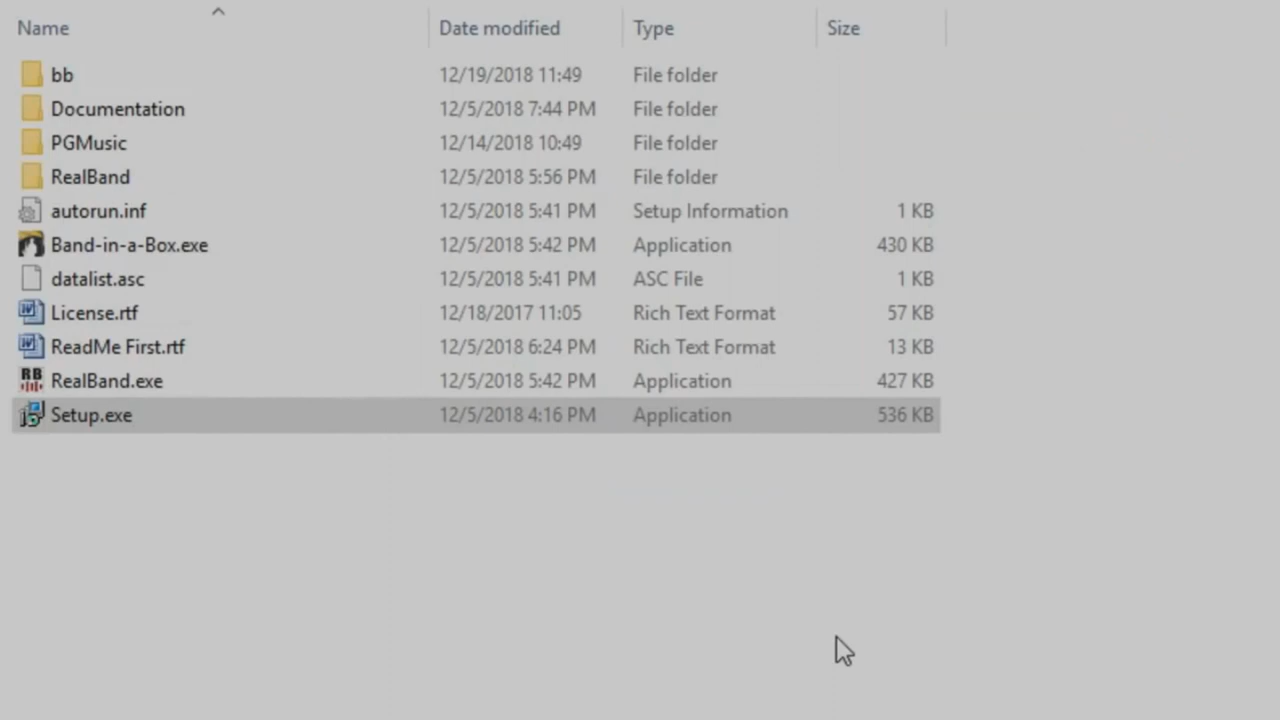 Name Date modified Type Size
bb 12/19/2018 11:49 File folder
Documentation 12/5/2018 7:44 PM File folder
PGMusic 12/14/2018 10:49 File folder
RealBand 12/5/2018 5:56 PM File folder
autorun.inf 12/5/2018 5:41 PM Setup Information 1 KB
Band-in-a-Box.exe 12/5/2018 5:42 PM Application 430 KB
datalist.asc 12/5/2018 5:41 PM ASC File 1 KB
License.rtf 12/18/2017 11:05 Rich Text Format 57 KB
ReadMe First.rtf 12/5/2018 6:24 PM Rich Text Format 13 KB
RB RealBand.exe 12/5/2018 5:42 PM Application 427 KB
Setup.exe 12/5/2018 4:16 PM Application 536 KB